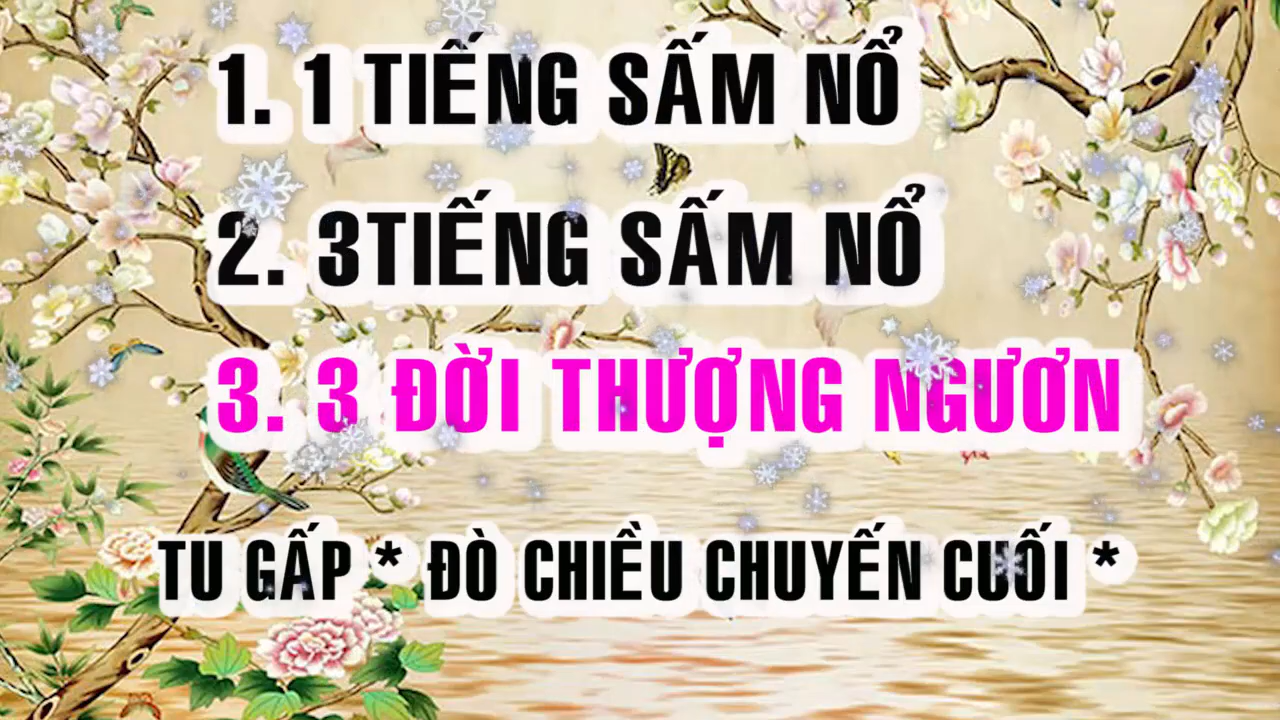 1. 1 TIẾNG SẤM NỔ
2. 3TIẾNG SẤM NỔ
3. 3 ĐỜI THƯỢNG NGƯƠN
TU GẤP * ĐÒ CHIỀU CHUYẾN CUỐI *